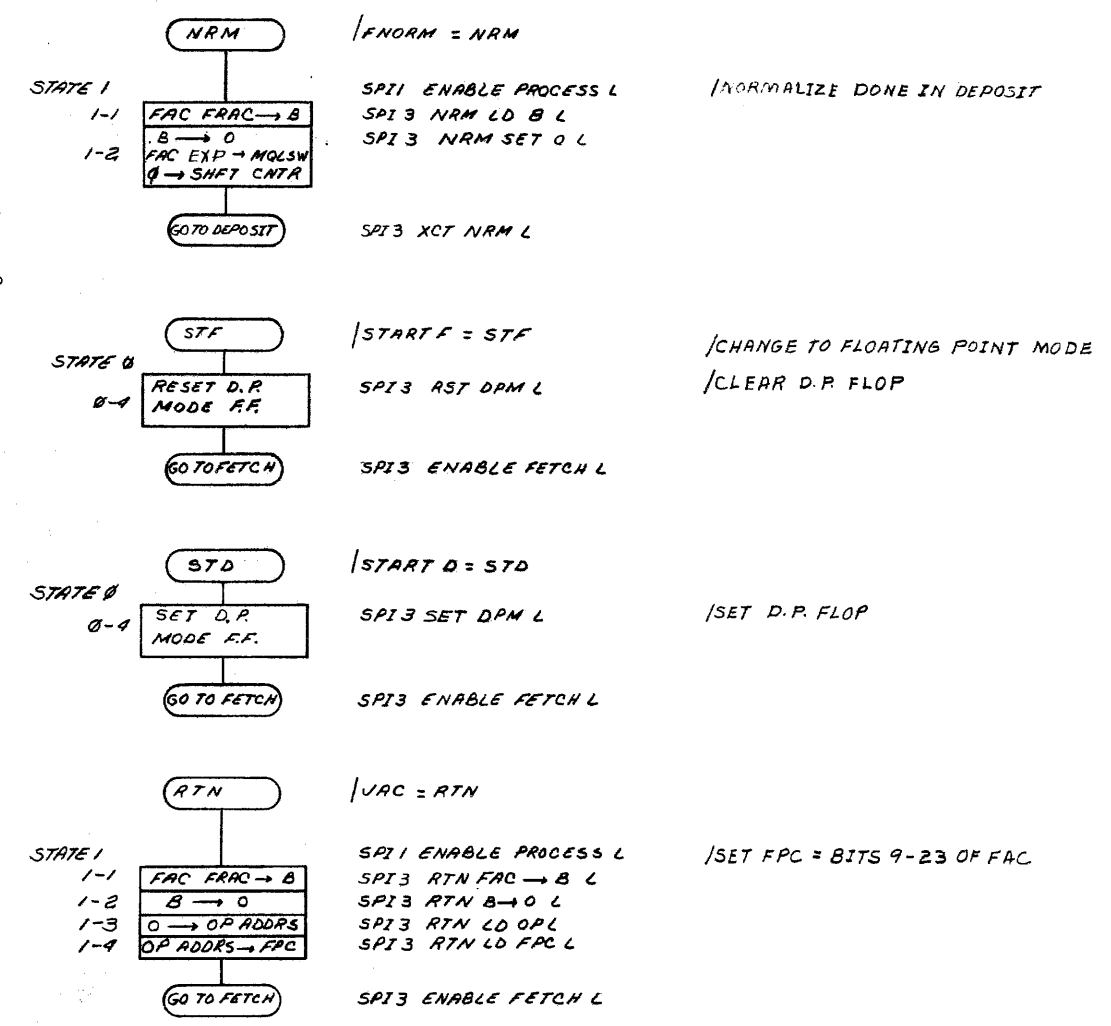 NRM /FNORM = NRM
STATE 1 SPI1 ENABLE PROCESS L /NORMALIZE DONE IN DEPOSIT
1-1 FAC FRAC→B SPI 3 NRM LD B L
B → O SPI 3 NRM SET O L
1-2 FAC EXP → MQLSW
Ø → SHFT CNTR
GO TO DEPOSIT SPI3 XCT NRM L
STF /START F = STF
/CHANGE TO FLOATING POINT MODE
STATE Ø
RESET D.P. SPI3 RST DPM L /CLEAR D.P. FLOP
Ø-4 MODE F.F.
GO TO FETCH SPI3 ENABLE FETCH L
STD /START D = STD
STATE Ø
SET D.P. SPI3 SET DPM L /SET D.P. FLOP
Ø-4 MODE F.F.
GO TO FETCH SPI3 ENABLE FETCH L
RTN /JAC = RTN
STATE 1 SPI1 ENABLE PROCESS L /SET FPC = BITS 9-23 OF FAC
1-1 FAC FRAC → B SPI3 RTN FAC → B L
1-2 B → O SPI3 RTN B→O L
1-3 O → OP ADDRS SPI3 RTN LD OP L
1-4 OP ADDRS → FPC SPI3 RTN LD FPC L
GO TO FETCH SPI3 ENABLE FETCH L